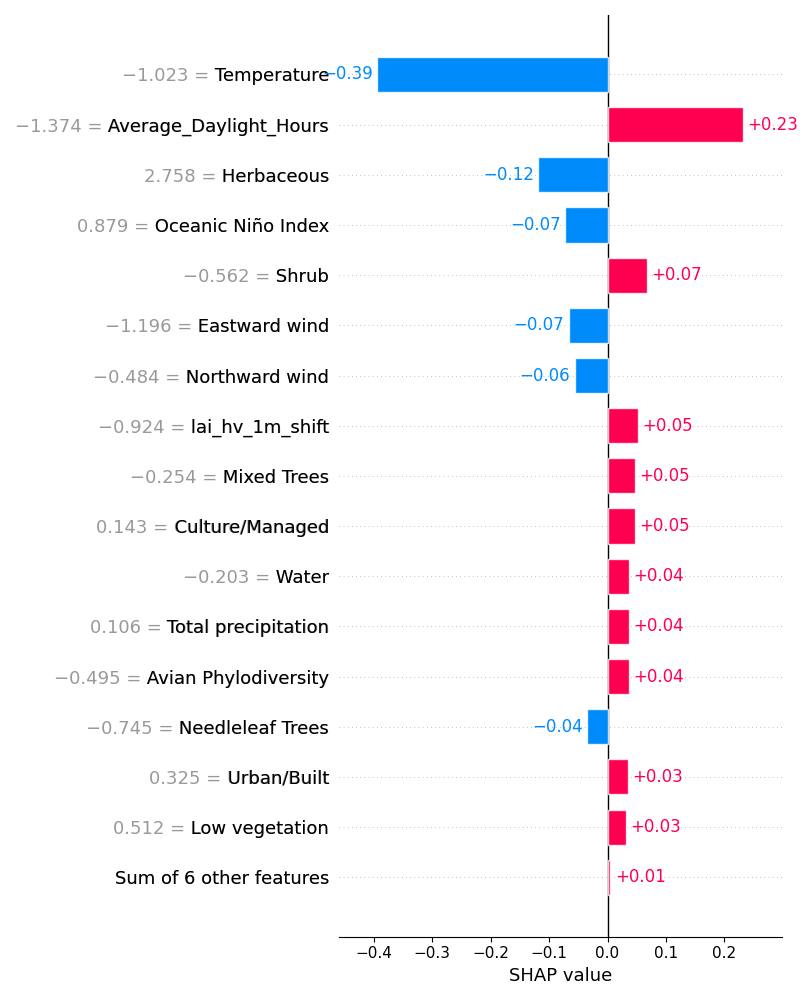 −1.023 = Temperature −0.39
−1.374 = Average_Daylight_Hours +0.23
2.758 = Herbaceous −0.12
0.879 = Oceanic Niño Index −0.07
−0.562 = Shrub +0.07
−1.196 = Eastward wind −0.07
−0.484 = Northward wind −0.06
−0.924 = lai_hv_1m_shift +0.05
−0.254 = Mixed Trees +0.05
0.143 = Culture/Managed +0.05
−0.203 = Water +0.04
0.106 = Total precipitation +0.04
−0.495 = Avian Phylodiversity +0.04
−0.745 = Needleleaf Trees −0.04
0.325 = Urban/Built +0.03
0.512 = Low vegetation +0.03
Sum of 6 other features +0.01
−0.4 −0.3 −0.2 −0.1 0.0 0.1 0.2
SHAP value